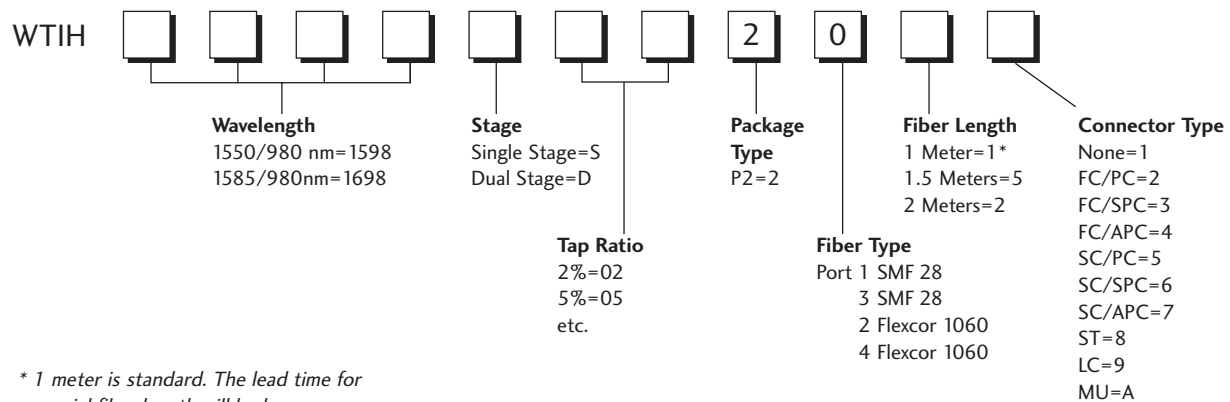 WTIH 2 0
Wavelength
1550/980 nm=1598
1585/980nm=1698
Stage
Single Stage=S
Dual Stage=D
Tap Ratio
2%=02
5%=05
etc.
Package
Type
P2=2
Fiber Type
Port 1 SMF 28
3 SMF 28
2 Flexcor 1060
4 Flexcor 1060
Fiber Length
1 Meter=1*
1.5 Meters=5
2 Meters=2
Connector Type
None=1
FC/PC=2
FC/SPC=3
FC/APC=4
SC/PC=5
SC/SPC=6
SC/APC=7
ST=8
LC=9
MU=A
* 1 meter is standard. The lead time for